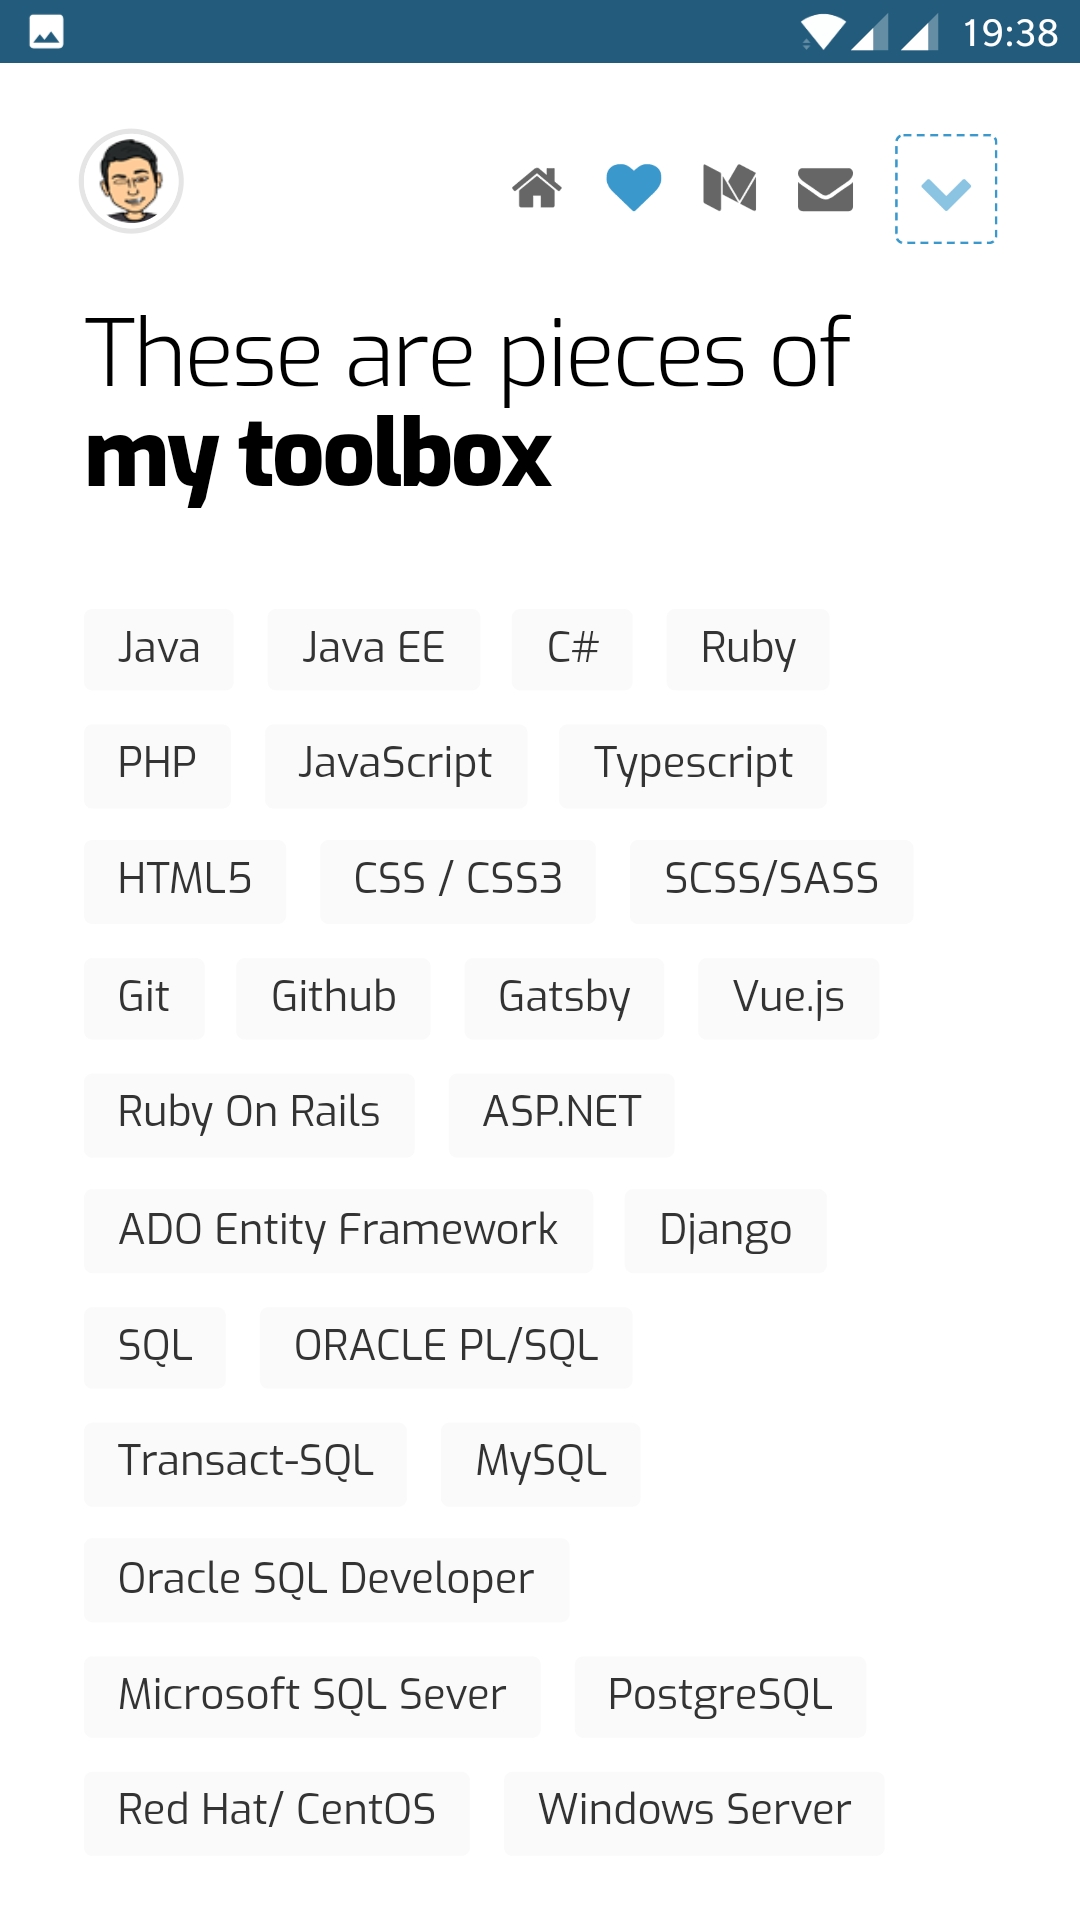 19:38
These are pieces of
my toolbox
Java Java EE C# Ruby
PHP JavaScript Typescript
HTML5 CSS / CSS3 SCSS/SASS
Git Github Gatsby Vue.js
Ruby On Rails ASP.NET
ADO Entity Framework Django
SQL ORACLE PL/SQL
Transact-SQL MySQL
Oracle SQL Developer
Microsoft SQL Sever PostgreSQL
Red Hat/ CentOS Windows Server